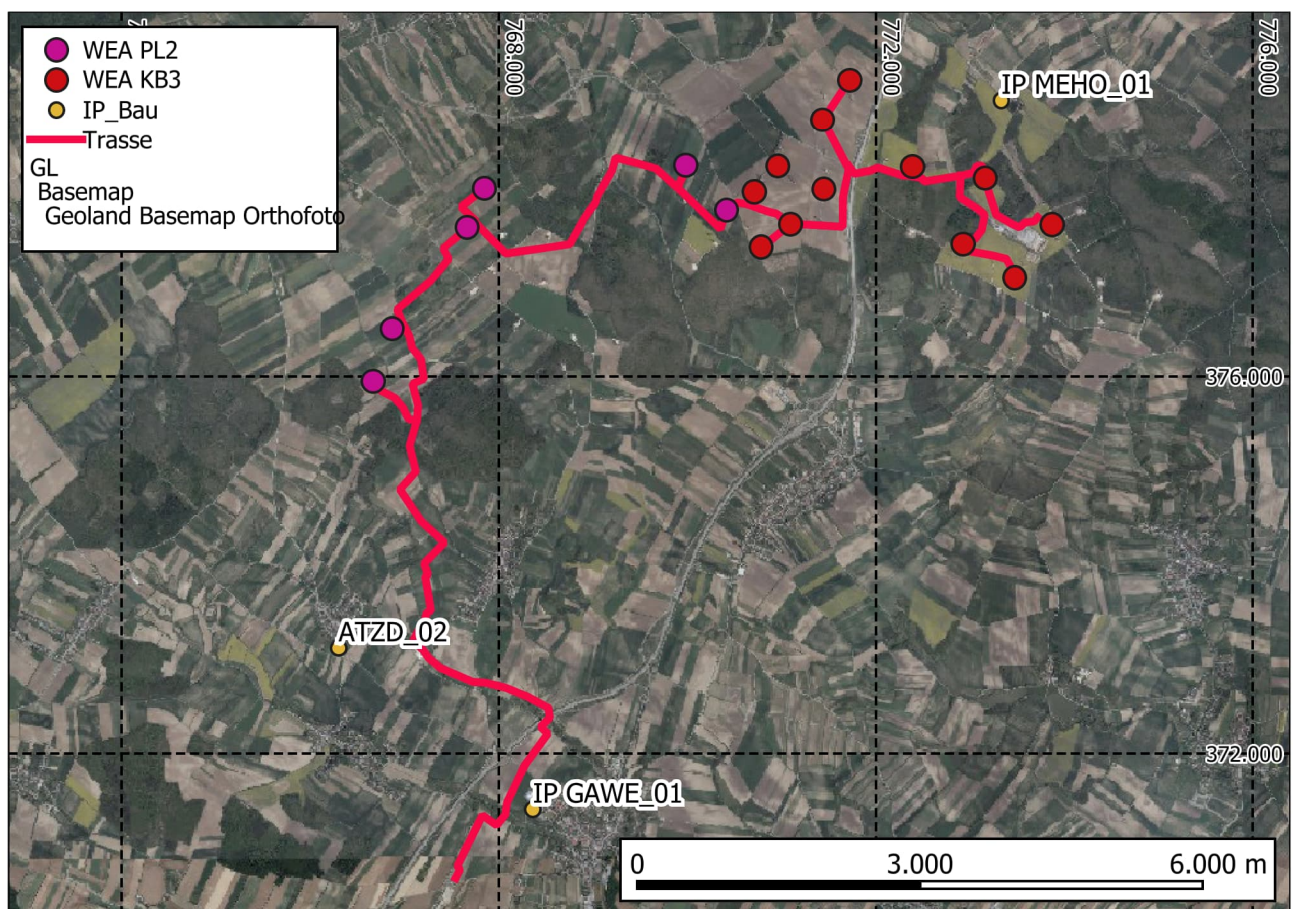 WEA PL2
WEA KB3
IP_Bau
Trasse
GL
Basemap
Geoland Basemap Orthofoto
768.000
772.000
776.000
IP MEHO_01
376.000
ATZD_02
372.000
IP GAWE_01
0 3.000 6.000 m